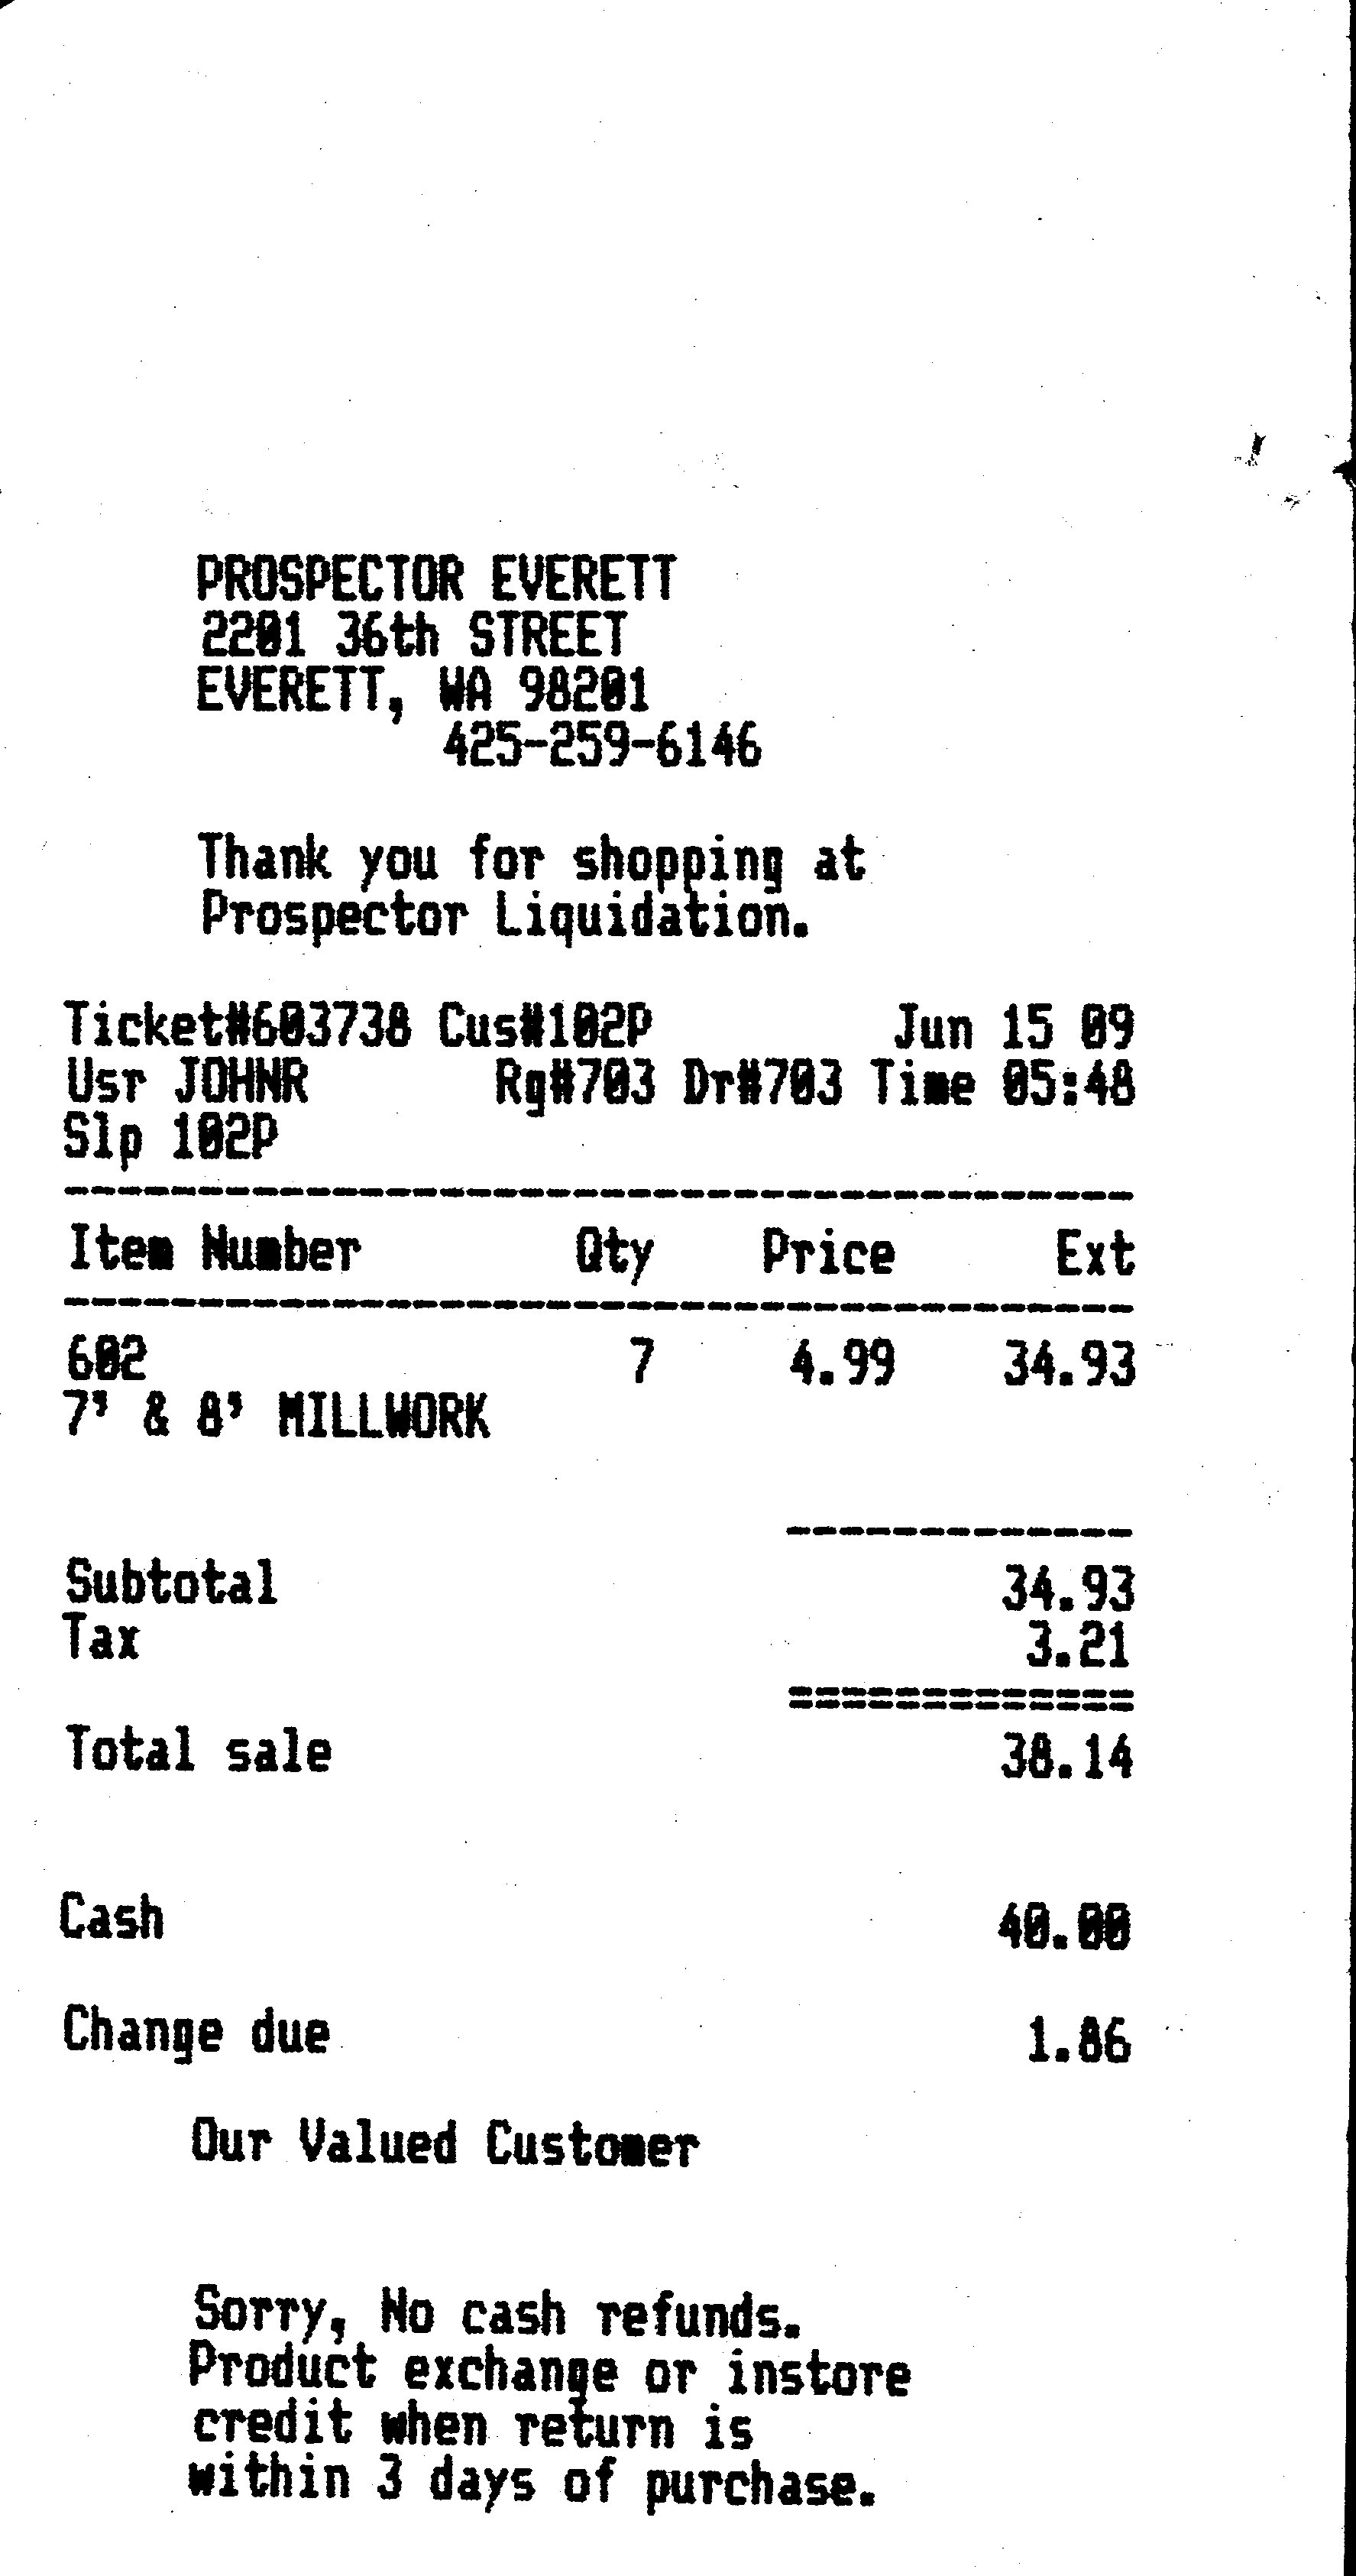 PROSPECTOR EVERETT
2201 36th STREET
EVERETT, WA 98201
425-259-6146
Thank you for shopping at
Prospector Liquidation.
Ticket#603738 Cus#102P Jun 15 09
Usr JOHNR Rg#703 Dr#703 Time 05:48
Slp 102P
Item Number Qty Price Ext
602 7 4.99 34.93
7' & 8' MILLWORK
Subtotal 34.93
Tax 3.21
Total sale 38.14
Cash 40.00
Change due 1.86
Our Valued Customer
Sorry, No cash refunds.
Product exchange or instore
credit when return is
within 3 days of purchase.